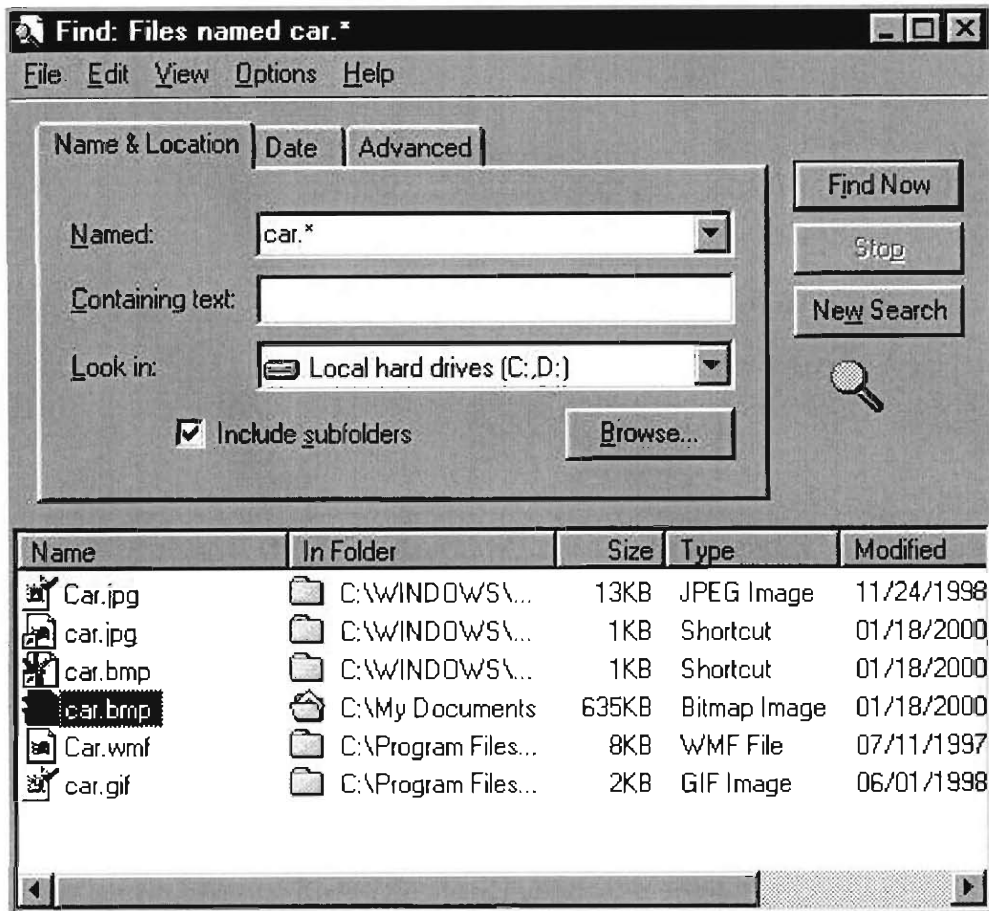 Find: Files named car.*
File Edit View Options Help
Name & Location Date Advanced
Find Now
Named: car.*
Stop
Containing text:
New Search
Look in: Local hard drives (C:,D:)
Include subfolders Browse...
Name In Folder Size Type Modified
Car.jpg C:\WINDOWS\... 13KB JPEG Image 11/24/1998
car.jpg C:\WINDOWS\... 1KB Shortcut 01/18/2000
car.bmp C:\WINDOWS\... 1KB Shortcut 01/18/2000
car.bmp C:\My Documents 635KB Bitmap Image 01/18/2000
Car.wmf C:\Program Files... 8KB WMF File 07/11/1997
car.gif C:\Program Files... 2KB GIF Image 06/01/1998